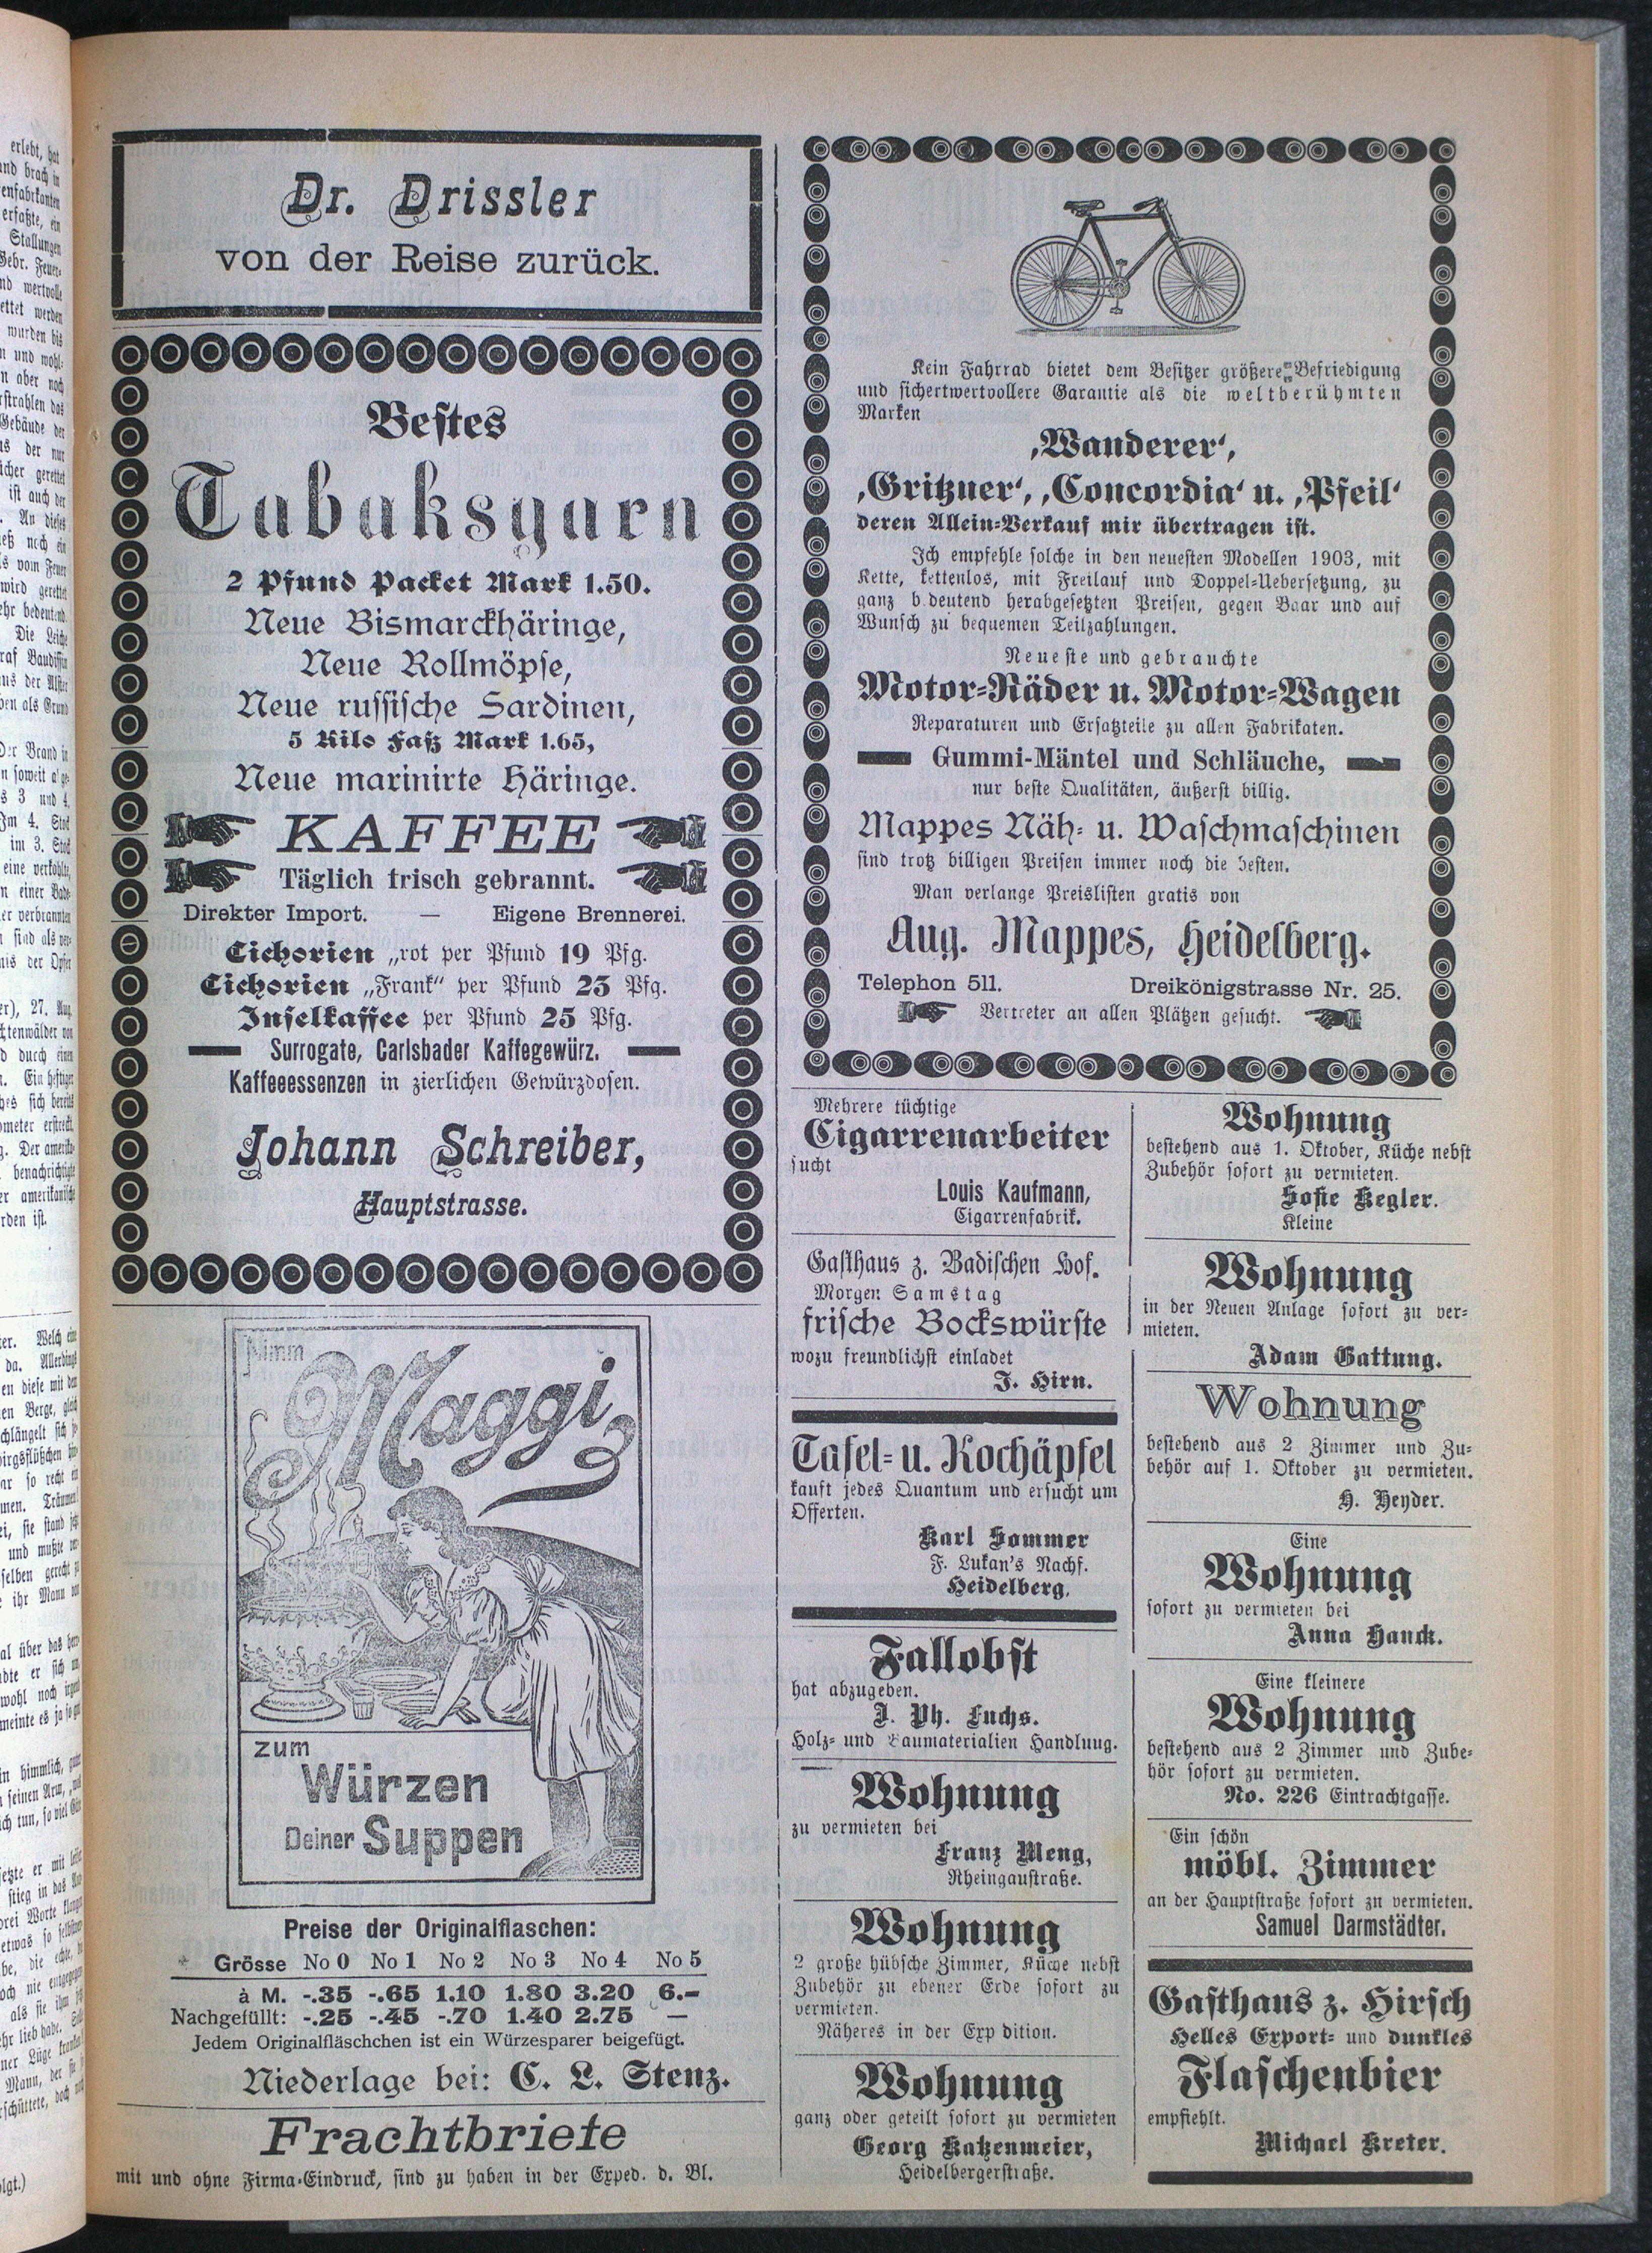 Dr. Drissler
von der Reise zurück.
Bestes
Tabaksgarn
2 Pfund Packet Mark 1.50.
Neue Bismarckhäringe,
Neue Rollmöpse,
Neue russische Sardinen,
5 Kilo Faß Mark 1.65,
Neue marinirte Häringe.
KAFFEE
Täglich frisch gebrannt.
Direkter Import. — Eigene Brennerei.
Cichorien „rot per Pfund 19 Pfg.
Cichorien „Frank“ per Pfund 23 Pfg.
Inselkaffee per Pfund 25 Pfg.
Surrogate, Carlsbader Kaffegewürz.
Kaffeeessenzen in zierlichen Gewürzdosen.
Johann Schreiber,
Hauptstrasse.
Nimm
Maggi
zum
Würzen
Deiner Suppen
Preise der Originalflaschen:
Grösse No 0 No 1 No 2 No 3 No 4 No 5
à M. -.35 -.65 1.10 1.80 3.20 6.–
Nachgefüllt: -.25 -.45 -.70 1.40 2.75 —
Jedem Originalfläschchen ist ein Würzesparer beigefügt.
Niederlage bei: C. L. Stenz.
Frachtbriefe
mit und ohne Firma-Eindruck, sind zu haben in der Exped. d. Bl.
Kein Fahrrad bietet dem Besitzer größere Befriedigung
und sichertwertvollere Garantie als die weltberühmten
Marken
‚Wanderer‘,
‚Gritzner‘, ‚Concordia‘ u. ‚Pfeil‘
deren Allein-Verkauf mir übertragen ist.
Ich empfehle solche in den neuesten Modellen 1903, mit
Kette, kettenlos, mit Freilauf und Doppel-Uebersetzung, zu
ganz b.deutend herabgesetzten Preisen, gegen Baar und auf
Wunsch zu bequemen Teilzahlungen.
Neueste und gebrauchte
Motor-Räder u. Motor-Wagen
Reparaturen und Ersatzteile zu allen Fabrikaten.
Gummi-Mäntel und Schläuche,
nur beste Qualitäten, äußerst billig.
Mappes Näh- u. Waschmaschinen
sind trotz billigen Preisen immer noch die besten.
Man verlange Preislisten gratis von
Aug. Mappes, Heidelberg.
Telephon 511. Dreikönigstrasse Nr. 25.
Vertreter an allen Plätzen gesucht.
Mehrere tüchtige
Cigarrenarbeiter
sucht
Louis Kaufmann,
Cigarrenfabrik.
Gasthaus z. Badischen Hof.
Morgen Samstag
frische Bockswürste
wozu freundlichst einladet
J. Hirn.
Tafel- u. Kochäpfel
kauft jedes Quantum und ersucht um
Offerten.
Karl Sommer
F. Lukan's Nachf.
Heidelberg.
Fallobst
hat abzugeben.
J. Ph. Fuchs.
Holz- und Baumaterialien Handlung.
Wohnung
zu vermieten bei
Franz Meng,
Rheingaustraße.
Wohnung
2 große hübsche Zimmer, Küche nebst
Zubehör zu ebener Erde sofort zu
vermieten.
Näheres in der Exp dition.
Wohnung
ganz oder geteilt sofort zu vermieten
Georg Katzenmeier,
Heidelbergerstraße.
Wohnung
bestehend aus 1. Oktober, Küche nebst
Zubehör sofort zu vermieten.
Sofie Kegler.
Kleine
Wohnung
in der Neuen Anlage sofort zu ver-
mieten.
Adam Gattung.
Wohnung
bestehend aus 2 Zimmer und Zu-
behör auf 1. Oktober zu vermieten.
H. Heyder.
Eine
Wohnung
sofort zu vermieten bei
Anna Hauck.
Eine kleinere
Wohnung
bestehend aus 2 Zimmer und Zube-
hör sofort zu vermieten.
No. 226 Eintrachtgasse.
Ein schön
möbl. Zimmer
an der Hauptstraße sofort zu vermieten.
Samuel Darmstädter.
Gasthaus z. Hirsch
Helles Export- und dunkles
Flaschenbier
empfiehlt.
Michael Kreter.